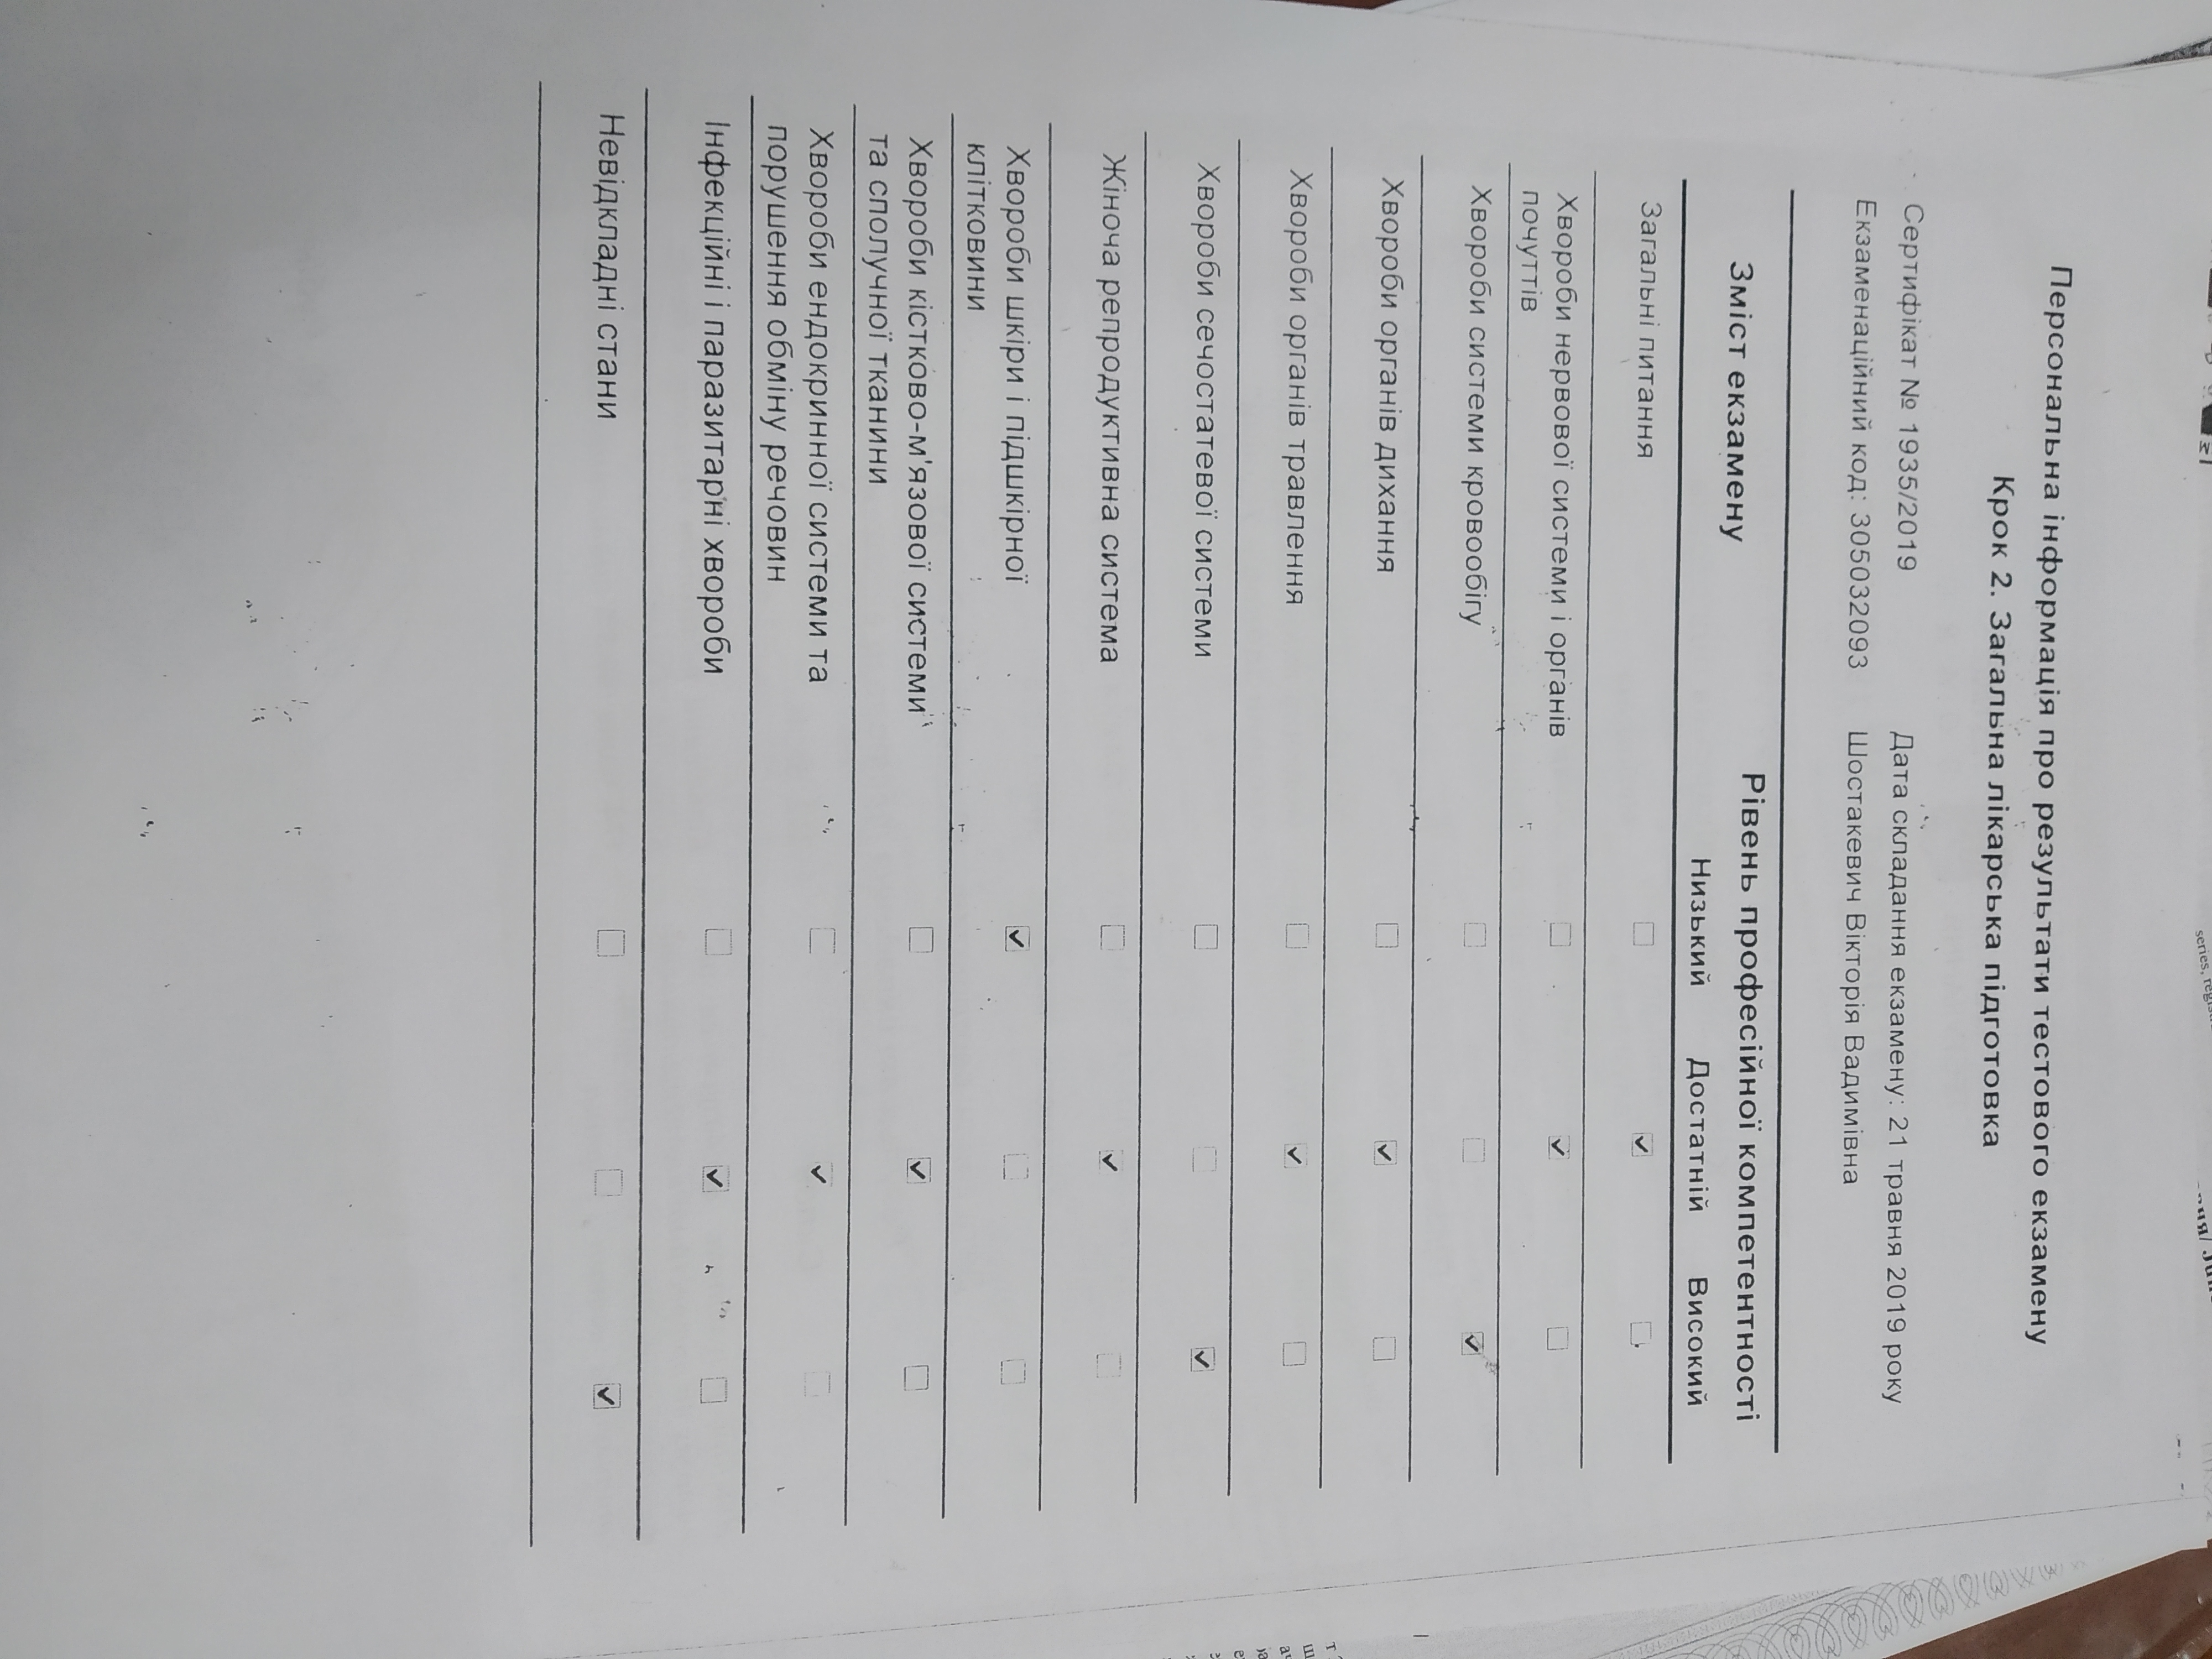 Персональна інформація про результати тестового екзамену
Крок 2. Загальна лікарська підготовка
Сертифікат № 1935/2019 Дата складання екзамену: 21 травня 2019 року
Екзаменаційний код: 305032093 Шостакевич Вікторія Вадимівна
Зміст екзамену Рівень професійної компетентності
Низький Достатній Високий
Загальні питання ☐ ☑ ☐
Хвороби нервової системи і органів ☐ ☑ ☐
почуттів
Хвороби системи кровообігу ☐ ☐ ☑
Хвороби органів дихання ☐ ☑ ☐
Хвороби органів травлення ☐ ☑ ☐
Хвороби сечостатевої системи ☐ ☐ ☑
Жіноча репродуктивна система ☐ ☑ ☐
Хвороби шкіри і підшкірної ☑ ☐ ☐
клітковини
Хвороби кістково-м'язової системи ☐ ☑ ☐
та сполучної тканини
Хвороби ендокринної системи та ☐ ☑ ☐
порушення обміну речовин
Інфекційні і паразитарні хвороби ☐ ☑ ☐
Невідкладні стани ☐ ☐ ☑
series,